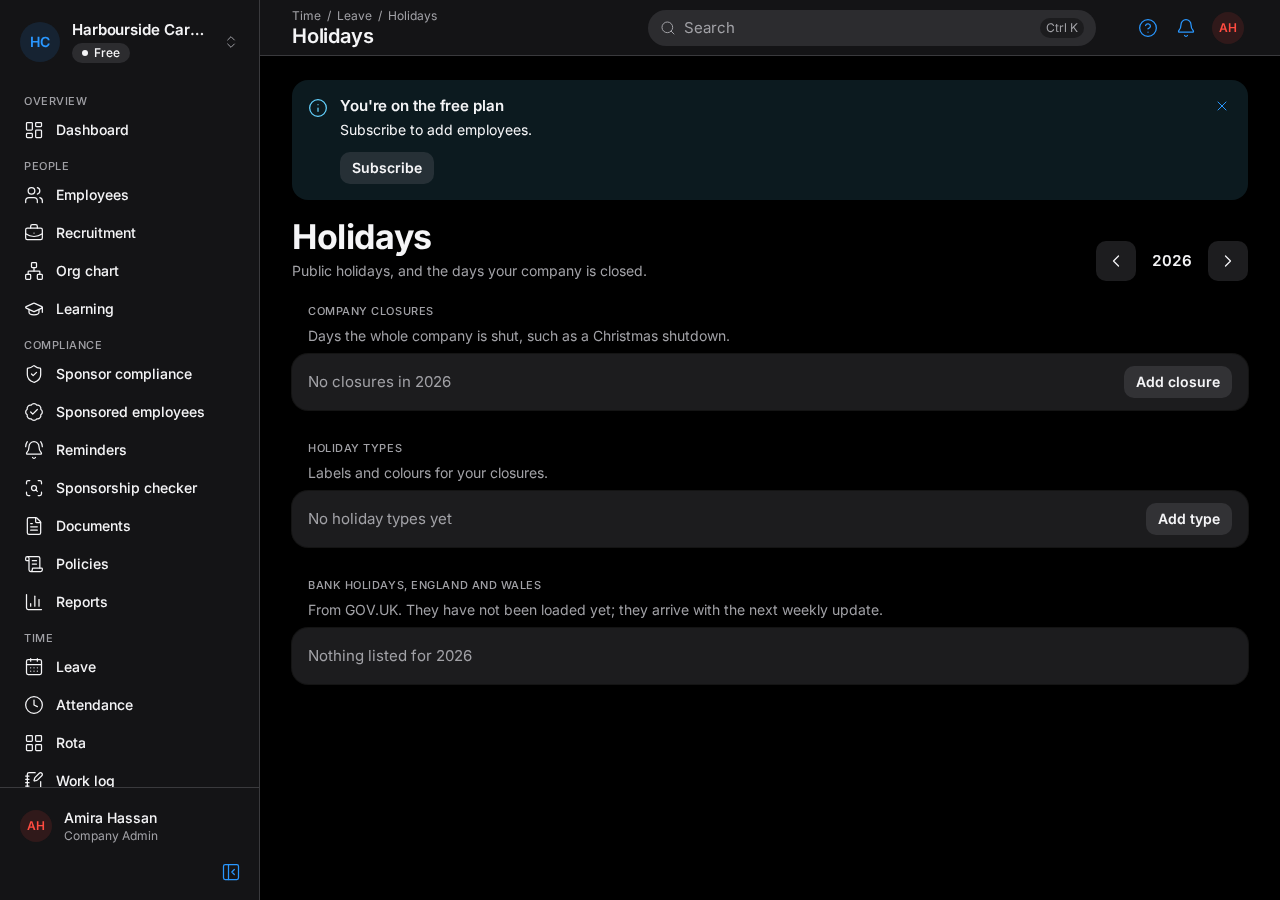 HC
Harbourside Car...
Free
OVERVIEW
Dashboard
PEOPLE
Employees
Recruitment
Org chart
Learning
COMPLIANCE
Sponsor compliance
Sponsored employees
Reminders
Sponsorship checker
Documents
Policies
Reports
TIME
Leave
Attendance
Rota
Work log
AH
Amira Hassan
Company Admin
Time / Leave / Holidays
Holidays
Search
Ctrl K
AH
You're on the free plan
Subscribe to add employees.
Subscribe
Holidays
Public holidays, and the days your company is closed.
2026
COMPANY CLOSURES
Days the whole company is shut, such as a Christmas shutdown.
No closures in 2026
Add closure
HOLIDAY TYPES
Labels and colours for your closures.
No holiday types yet
Add type
BANK HOLIDAYS, ENGLAND AND WALES
From GOV.UK. They have not been loaded yet; they arrive with the next weekly update.
Nothing listed for 2026